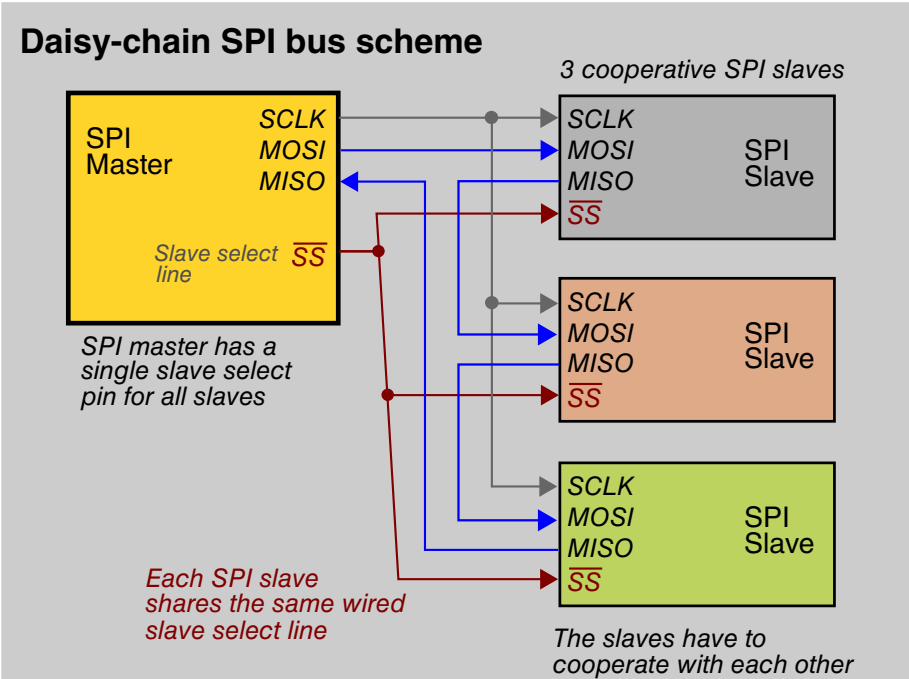 Daisy-chain SPI bus scheme
3 cooperative SPI slaves
SPI
Master
SCLK
MOSI
MISO
Slave select
line
SS
SPI master has a
single slave select
pin for all slaves
SCLK
MOSI
MISO
SS
SPI
Slave
SCLK
MOSI
MISO
SS
SPI
Slave
SCLK
MOSI
MISO
SS
SPI
Slave
Each SPI slave
shares the same wired
slave select line
The slaves have to
cooperate with each other